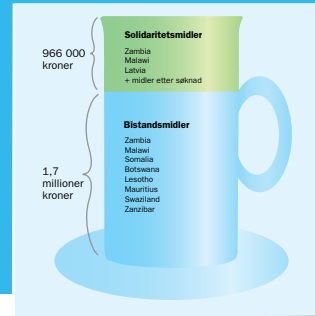 966 000
kroner
Solidaritetsmidler
Zambia
Malawi
Latvia
+ midler etter søknad
1,7
millioner
kroner
Bistandsmidler
Zambia
Malawi
Somalia
Botswana
Lesotho
Mauritius
Swaziland
Zanzibar